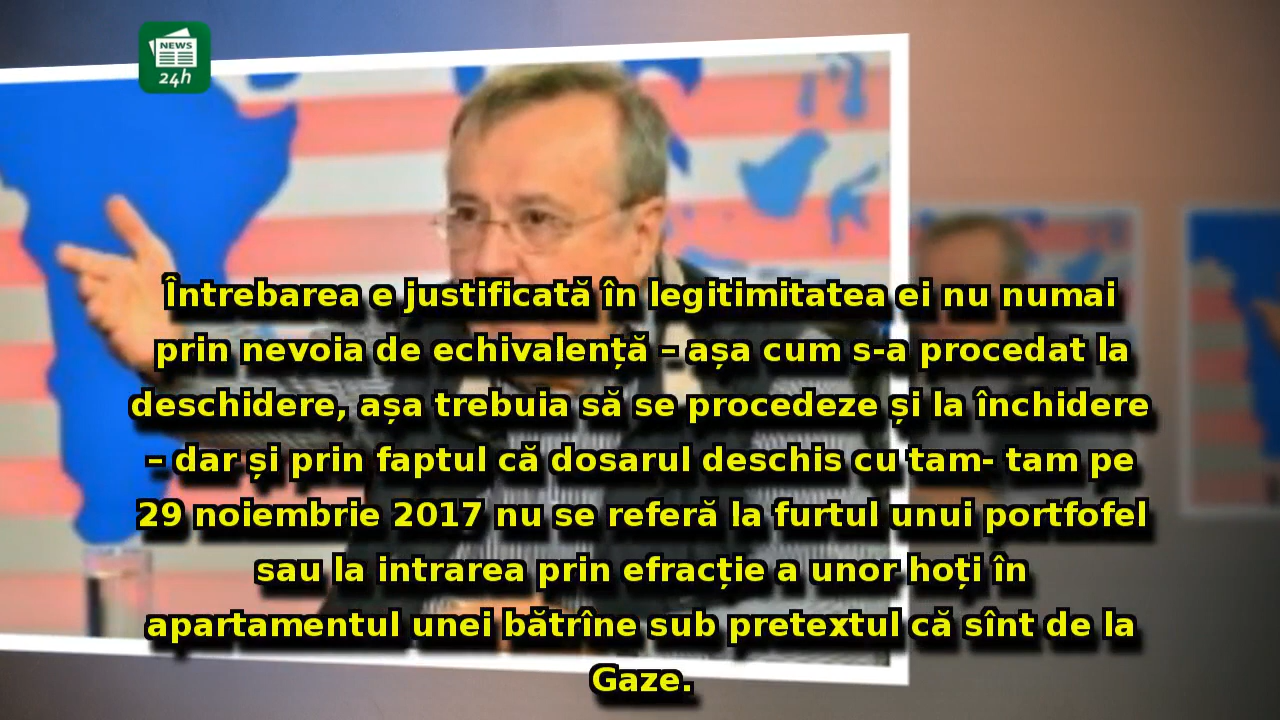 NEWS
24h
Întrebarea e justificată în legitimitatea ei nu numai
prin nevoia de echivalență – așa cum s-a procedat la
deschidere, așa trebuia să se procedeze și la închidere
– dar și prin faptul că dosarul deschis cu tam- tam pe
29 noiembrie 2017 nu se referă la furtul unui portfofel
sau la intrarea prin efracție a unor hoți în
apartamentul unei bătrîne sub pretextul că sînt de la
Gaze.